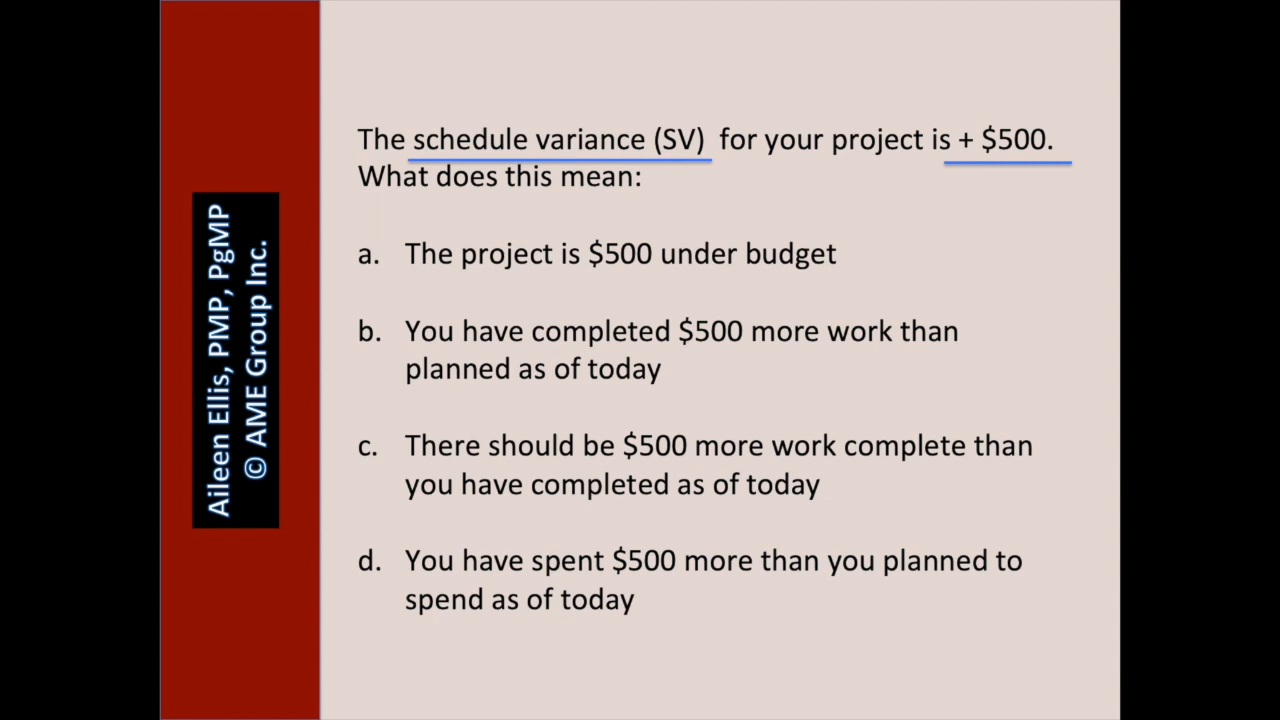 Aileen Ellis, PMP, PgMP
© AME Group Inc.
The schedule variance (SV) for your project is + $500.
What does this mean:
a. The project is $500 under budget
b. You have completed $500 more work than
planned as of today
c. There should be $500 more work complete than
you have completed as of today
d. You have spent $500 more than you planned to
spend as of today